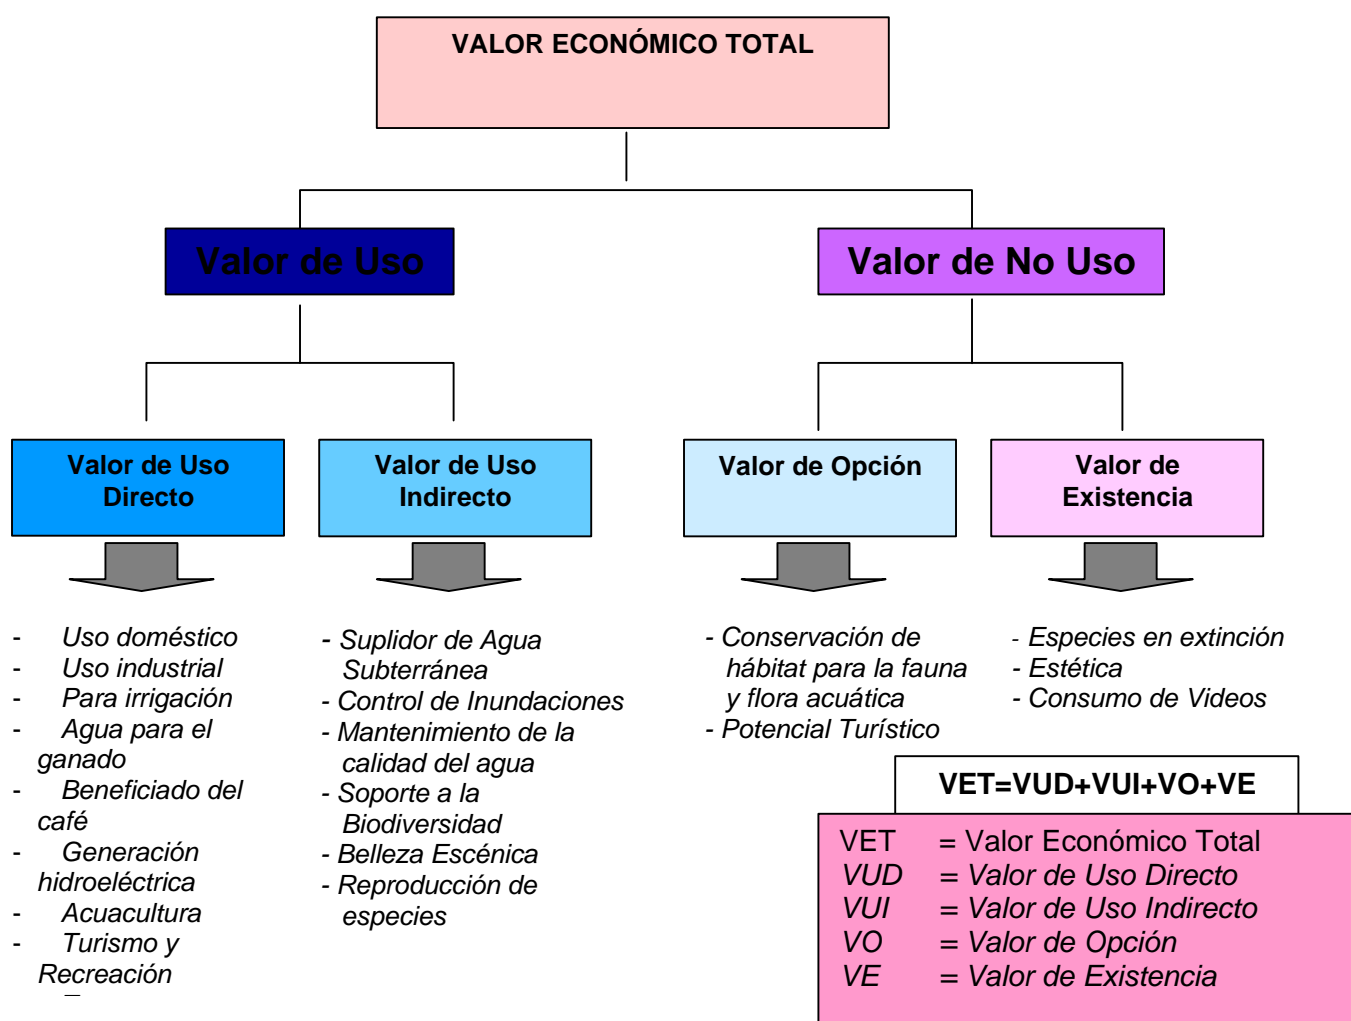 VALOR ECONÓMICO TOTAL
Valor de Uso
Valor de No Uso
Valor de Uso
Directo
Valor de Uso
Indirecto
Valor de Opción
Valor de
Existencia
- Uso doméstico
- Uso industrial
- Para irrigación
- Agua para el
ganado
- Beneficiado del
café
- Generación
hidroeléctrica
- Acuacultura
- Turismo y
Recreación
- Suplidor de Agua
Subterránea
- Control de Inundaciones
- Mantenimiento de la
calidad del agua
- Soporte a la
Biodiversidad
- Belleza Escénica
- Reproducción de
especies
- Conservación de
hábitat para la fauna
y flora acuática
- Potencial Turístico
- Especies en extinción
- Estética
- Consumo de Videos
VET=VUD+VUI+VO+VE
VET = Valor Económico Total
VUD = Valor de Uso Directo
VUI = Valor de Uso Indirecto
VO = Valor de Opción
VE = Valor de Existencia